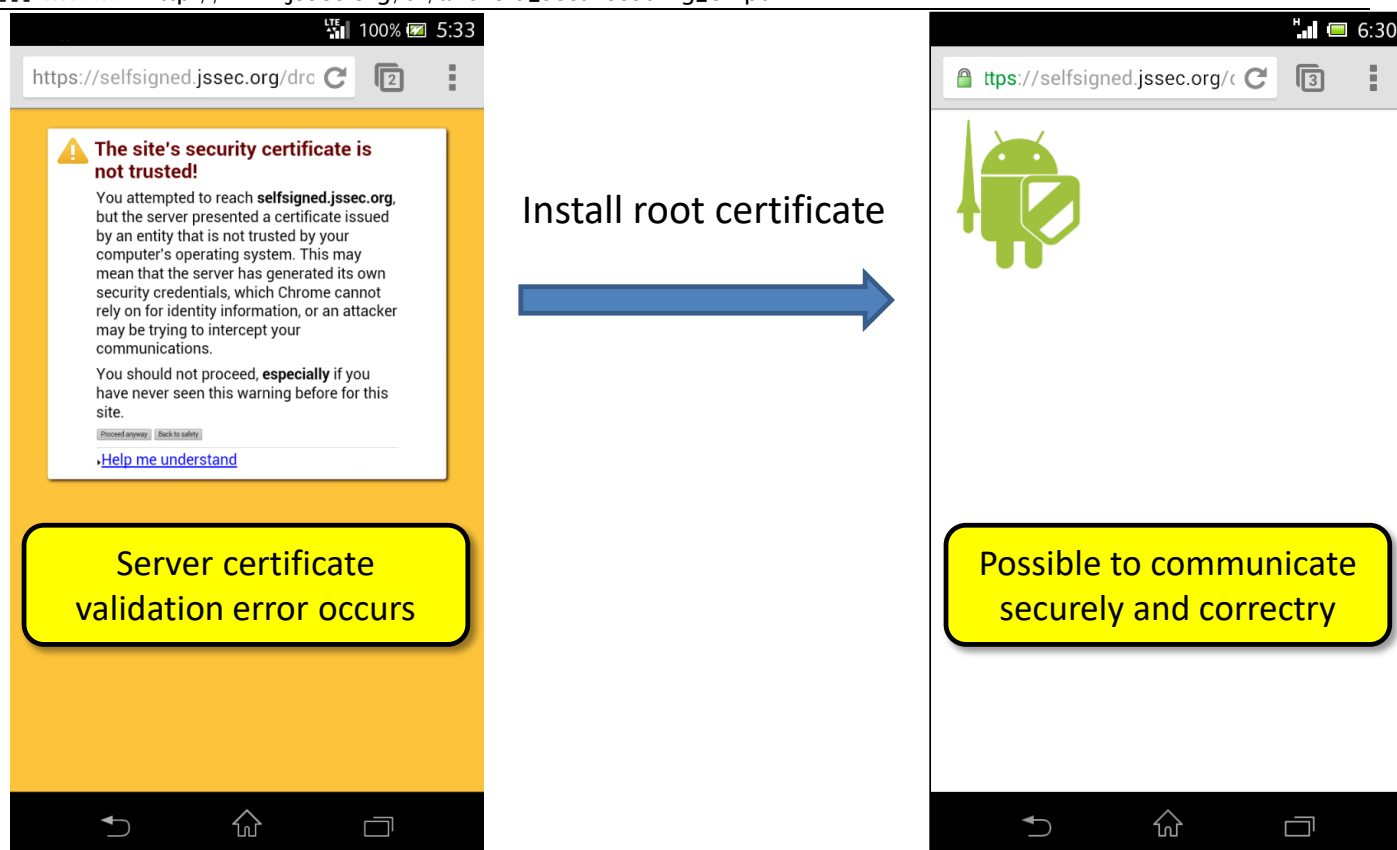 LTE 100% 5:33
https://selfsigned.jssec.org/dro 2
The site's security certificate is
not trusted!
You attempted to reach selfsigned.jssec.org,
but the server presented a certificate issued
by an entity that is not trusted by your
computer's operating system. This may
mean that the server has generated its own
security credentials, which Chrome cannot
rely on for identity information, or an attacker
may be trying to intercept your
communications.
You should not proceed, especially if you
have never seen this warning before for this
site.
Proceed anyway Back to safety
Help me understand
Server certificate
validation error occurs
Install root certificate
H 6:30
ttps://selfsigned.jssec.org/ 3
Possible to communicate
securely and correctry